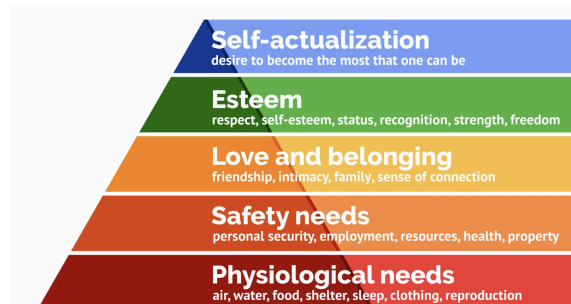 Self-actualization
desire to become the most that one can be
Esteem
respect, self-esteem, status, recognition, strength, freedom
Love and belonging
friendship, intimacy, family, sense of connection
Safety needs
personal security, employment, resources, health, property
Physiological needs
air, water, food, shelter, sleep, clothing, reproduction